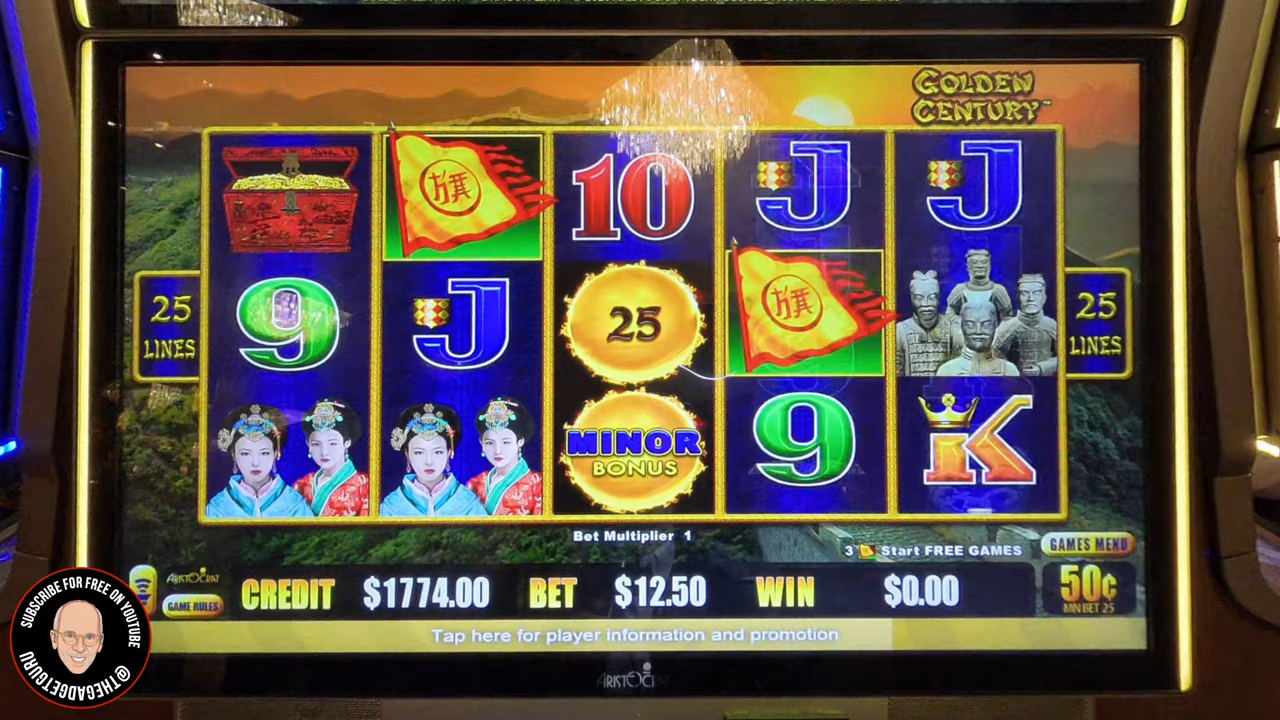 GOLDEN
CENTURY™
旗
10
J
J
25
LINES
9
J
25
旗
25
LINES
MINOR
BONUS
9
K
Bet Multiplier 1
3 Start FREE GAMES
GAMES MENU
ARISTOCRAT
GAME RULES
CREDIT $1774.00 BET $12.50 WIN $0.00
50¢
MIN BET 25
Tap here for player information and promotion
ARISTOCRAT
SUBSCRIBE FOR FREE ON YOUTUBE
@THEGADGETGURU